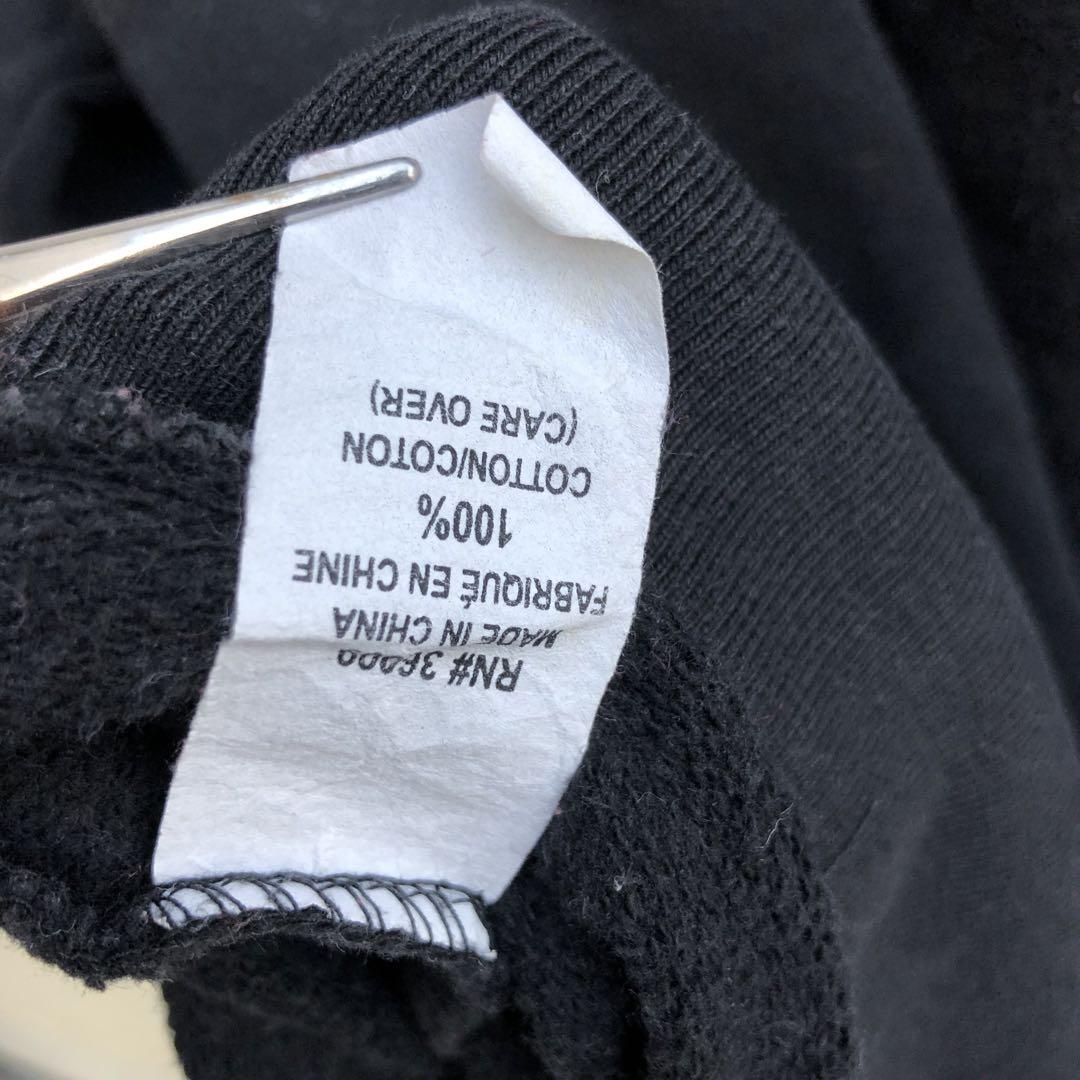 RN#
MADE IN CHINA
FABRIQUÉ EN CHINE
100%
COTTON/COTON
(CARE OVER)